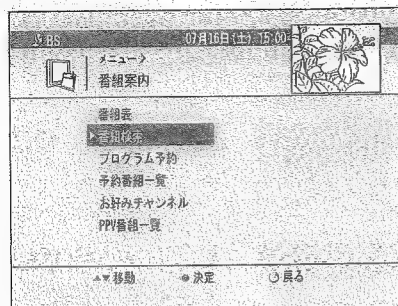 BS 07月16日(土) 15:00
メニュー>
番組案内
番組表
番組検索
プログラム予約
予約番組一覧
お好みチャンネル
PPV番組一覧
▲▼移動 ●決定 戻る